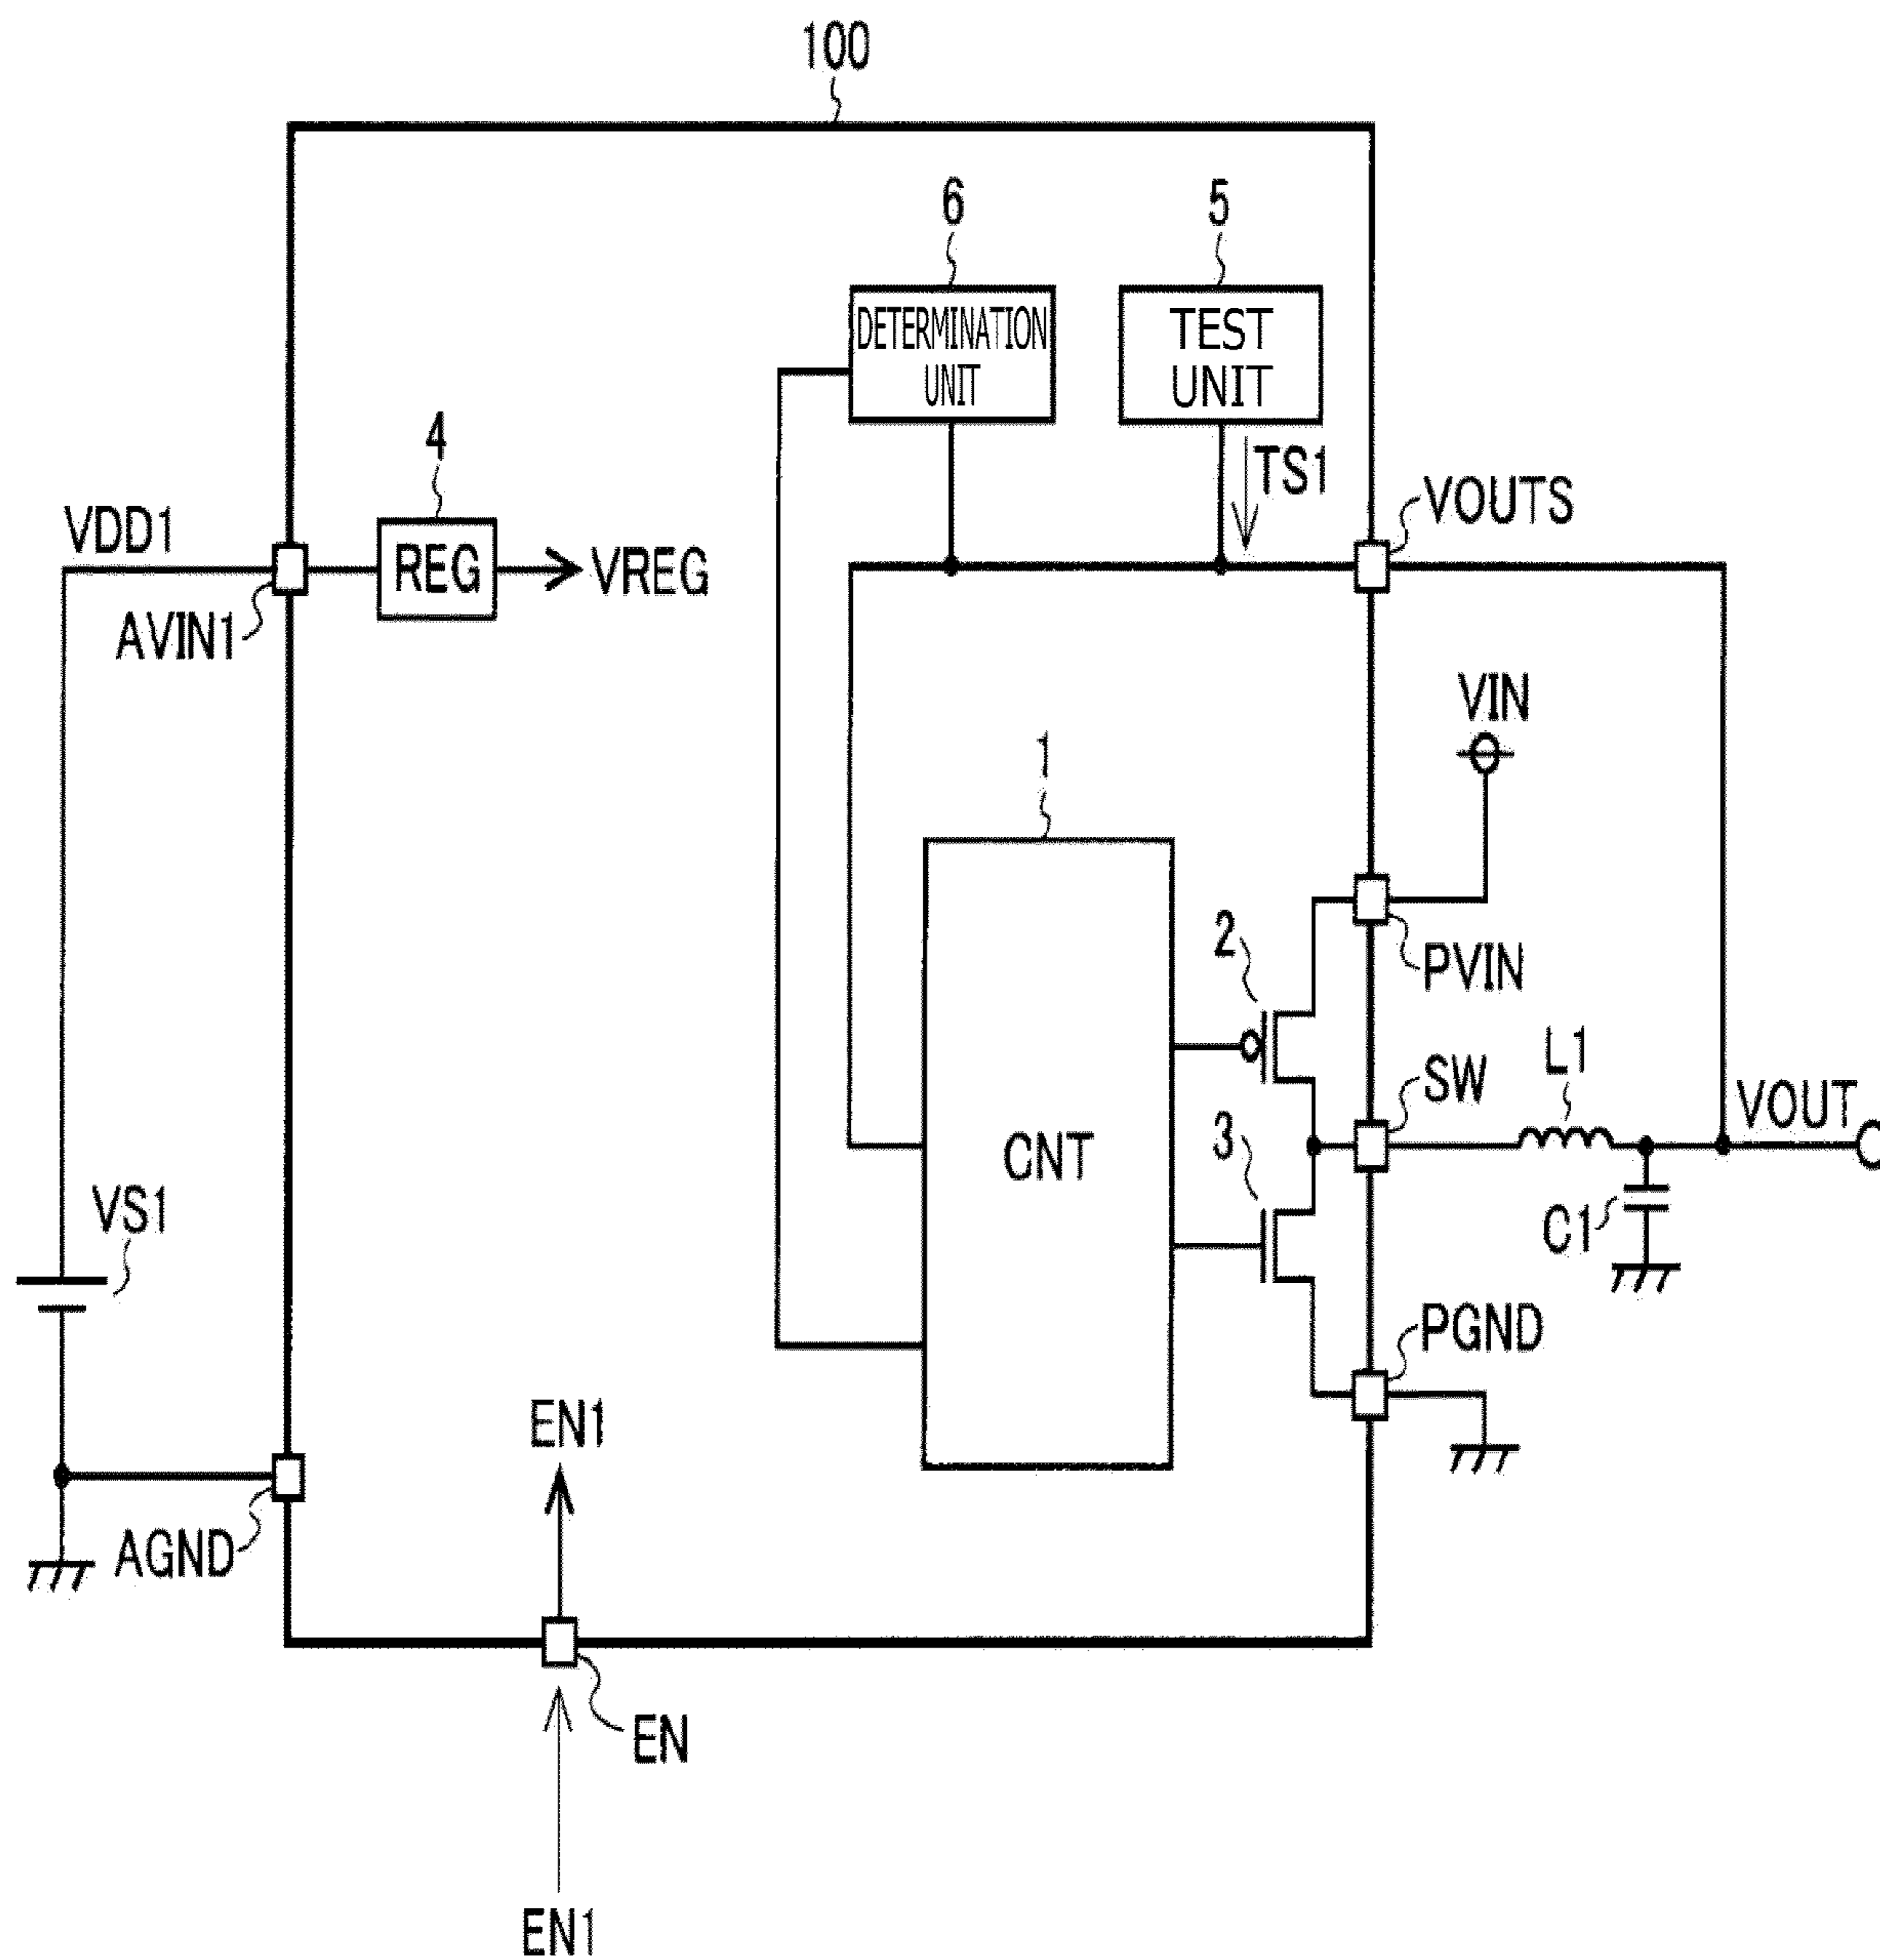 100
6
5
DETERMINATION
UNIT
TEST
UNIT
4
TS1
VOUTS
VDD1
REG
VREG
AVIN1
VIN
1
2
PVIN
L1
SW
VOUT
3
CNT
VS1
C1
PGND
EN1
AGND
EN
EN1